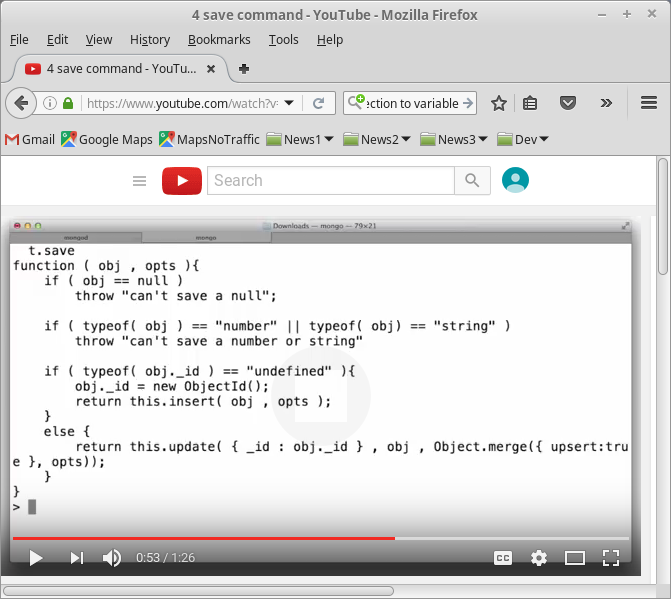 4 save command - YouTube - Mozilla Firefox
File Edit View History Bookmarks Tools Help
4 save command - YouTu...
https://www.youtube.com/watch?v= ection to variable
Gmail Google Maps MapsNoTraffic News1 News2 News3 Dev
Search
Downloads — mongo — 79×21
mongod mongo
t.save
function ( obj , opts ){
if ( obj == null )
throw "can't save a null";
if ( typeof( obj ) == "number" || typeof( obj) == "string" )
throw "can't save a number or string"
if ( typeof( obj._id ) == "undefined" ){
obj._id = new ObjectId();
return this.insert( obj , opts );
}
else {
return this.update( { _id : obj._id } , obj , Object.merge({ upsert:tru
e }, opts));
}
}
>
0:53 / 1:26 CC